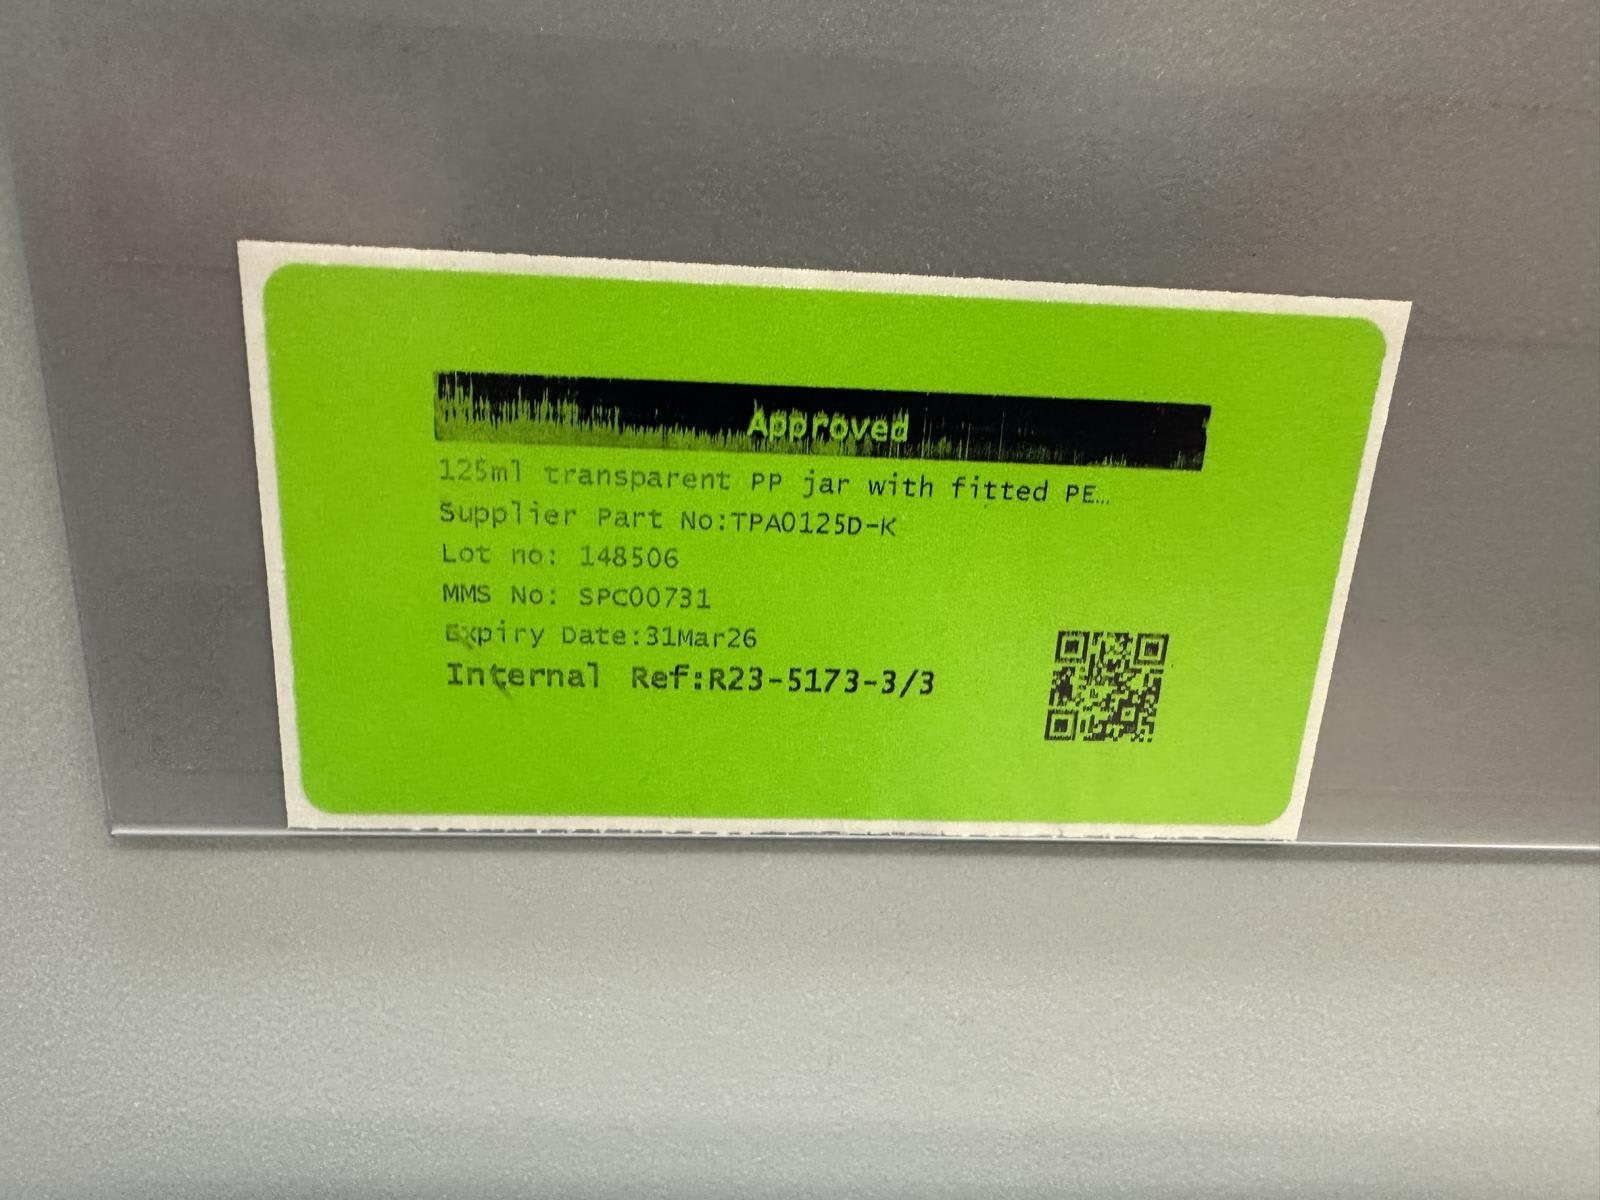 Approved
125ml transparent PP jar with fitted PE…
Supplier Part No:TPA0125D-K
Lot no: 148506
MMS No: SPC00731
Expiry Date:31Mar26
Internal Ref:R23-5173-3/3